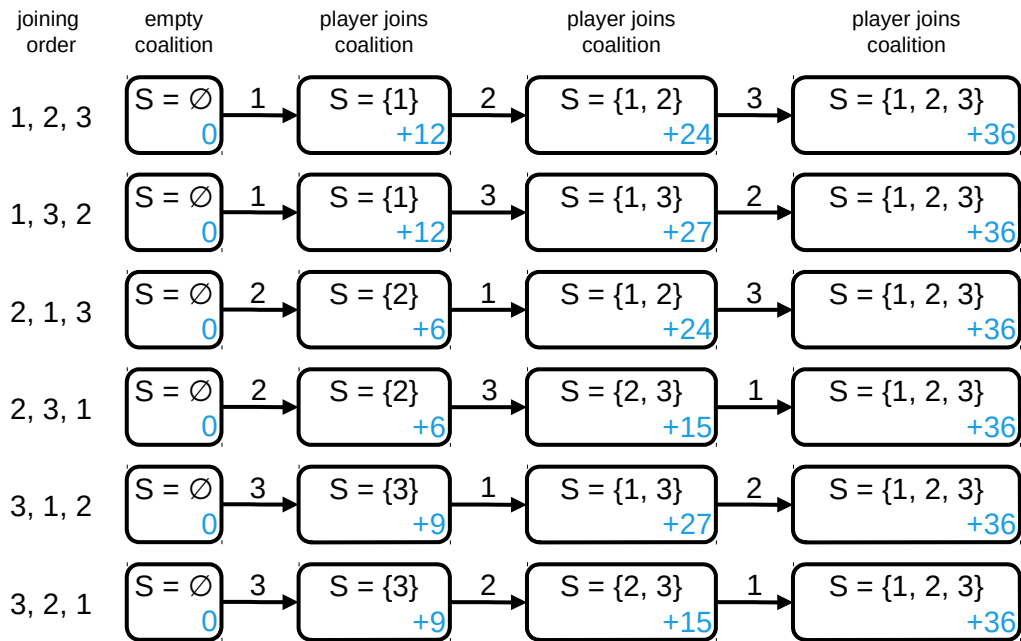 joining order
empty coalition
player joins coalition
player joins coalition
player joins coalition
1, 2, 3
S = ∅
0
1
S = {1}
+12
2
S = {1, 2}
+24
3
S = {1, 2, 3}
+36
1, 3, 2
S = ∅
0
1
S = {1}
+12
3
S = {1, 3}
+27
2
S = {1, 2, 3}
+36
2, 1, 3
S = ∅
0
2
S = {2}
+6
1
S = {1, 2}
+24
3
S = {1, 2, 3}
+36
2, 3, 1
S = ∅
0
2
S = {2}
+6
3
S = {2, 3}
+15
1
S = {1, 2, 3}
+36
3, 1, 2
S = ∅
0
3
S = {3}
+9
1
S = {1, 3}
+27
2
S = {1, 2, 3}
+36
3, 2, 1
S = ∅
0
3
S = {3}
+9
2
S = {2, 3}
+15
1
S = {1, 2, 3}
+36